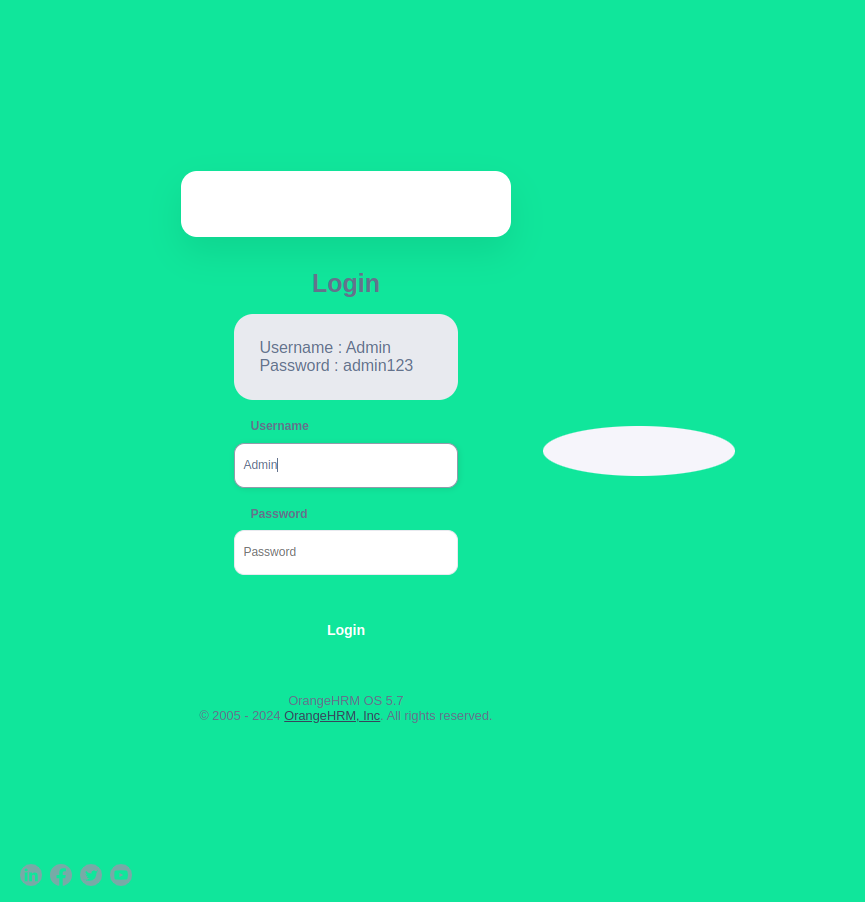 Login
Username : Admin
Password : admin123
Username
Admin
Password
Password
Login
OrangeHRM OS 5.7
© 2005 - 2024 OrangeHRM, Inc. All rights reserved.